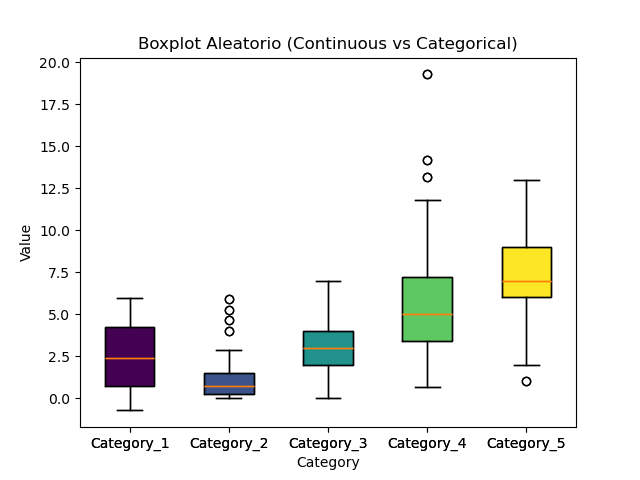 Boxplot Aleatorio (Continuous vs Categorical)
20.0
17.5
15.0
12.5
10.0
7.5
5.0
2.5
0.0
Value
Category_1 Category_2 Category_3 Category_4 Category_5
Category